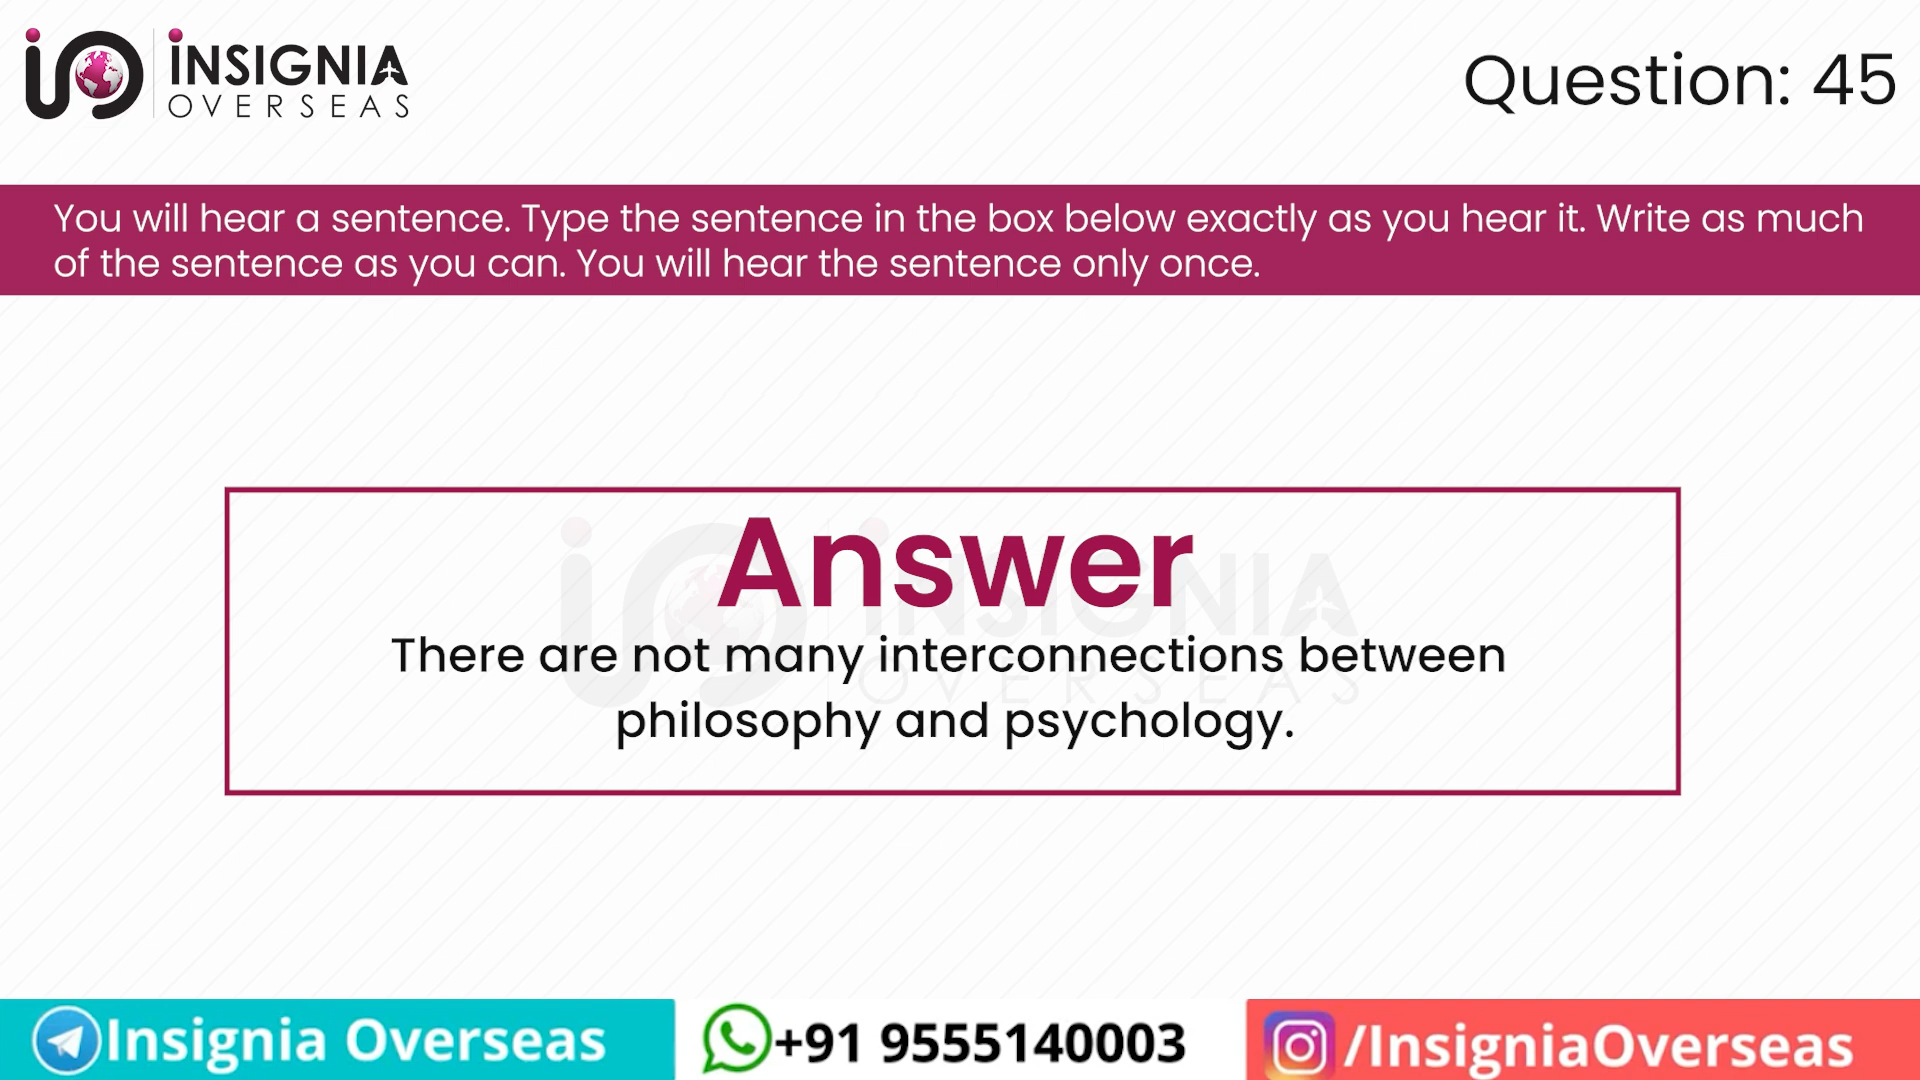 INSIGNIA
OVERSEAS
Question: 45
You will hear a sentence. Type the sentence in the box below exactly as you hear it. Write as much
of the sentence as you can. You will hear the sentence only once.
INSIGNIA
OVERSEAS
Answer
There are not many interconnections between
philosophy and psychology.
Insignia Overseas
+91 9555140003
/InsigniaOverseas